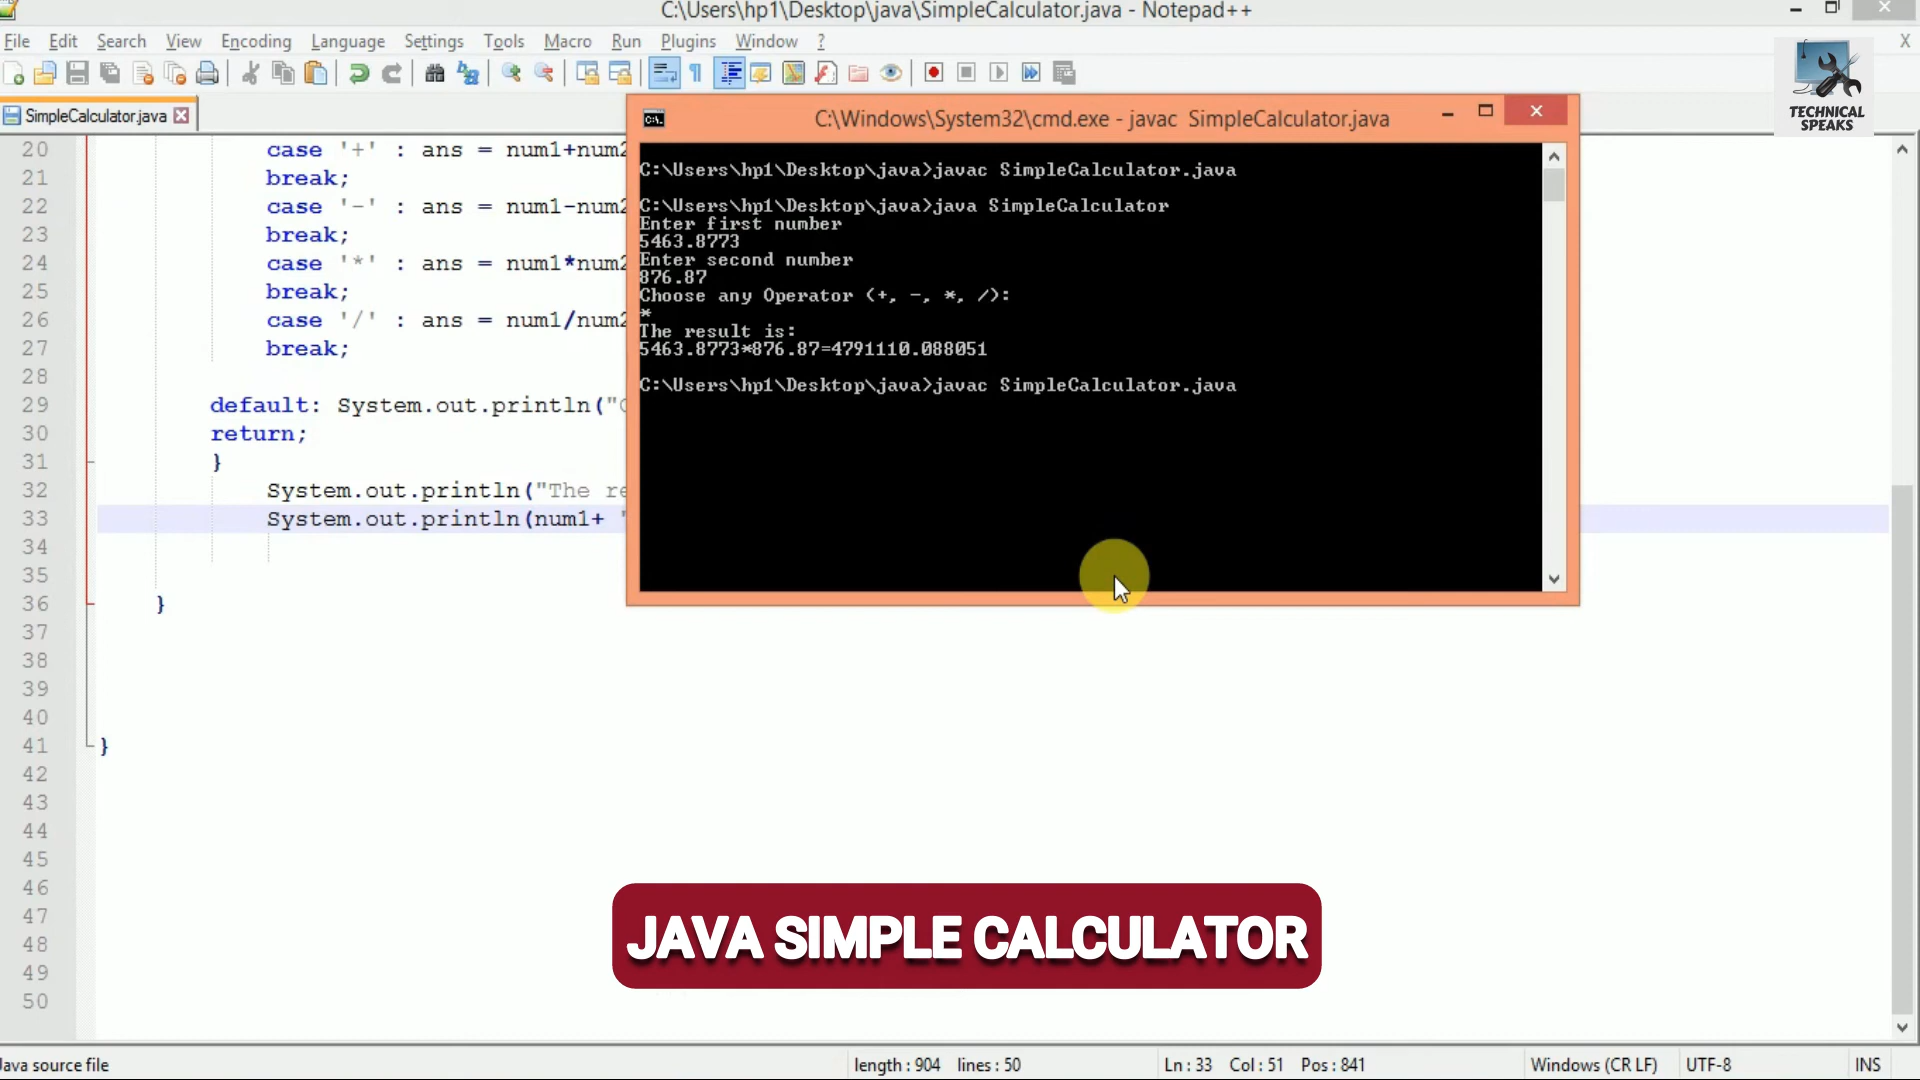 C:\Users\hp1\Desktop\java\SimpleCalculator.java - Notepad++
File Edit Search View Encoding Language Settings Tools Macro Run Plugins Window ?
X
TECHNICAL
SPEAKS
SimpleCalculator.java
C:\Windows\System32\cmd.exe - javac SimpleCalculator.java
C:\Users\hp1\Desktop\java>javac SimpleCalculator.java
C:\Users\hp1\Desktop\java>java SimpleCalculator
Enter first number
5463.8773
Enter second number
876.87
Choose any Operator (+, -, *, /):
*
The result is:
5463.8773*876.87=4791110.088051
C:\Users\hp1\Desktop\java>javac SimpleCalculator.java
20 case '+' : ans = num1+num2
21 break;
22 case '-' : ans = num1-num2
23 break;
24 case '*' : ans = num1*num2
25 break;
26 case '/' : ans = num1/num2
27 break;
28
29 default: System.out.println("
30 return;
31 }
32 System.out.println("The re
33 System.out.println(num1+ "
34
35
36 }
37
38
39
40
41 }
42
43
44
45
46
47
48
49
50
JAVA SIMPLE CALCULATOR
Java source file length : 904 lines : 50 Ln : 33 Col : 51 Pos : 841 Windows (CR LF) UTF-8 INS